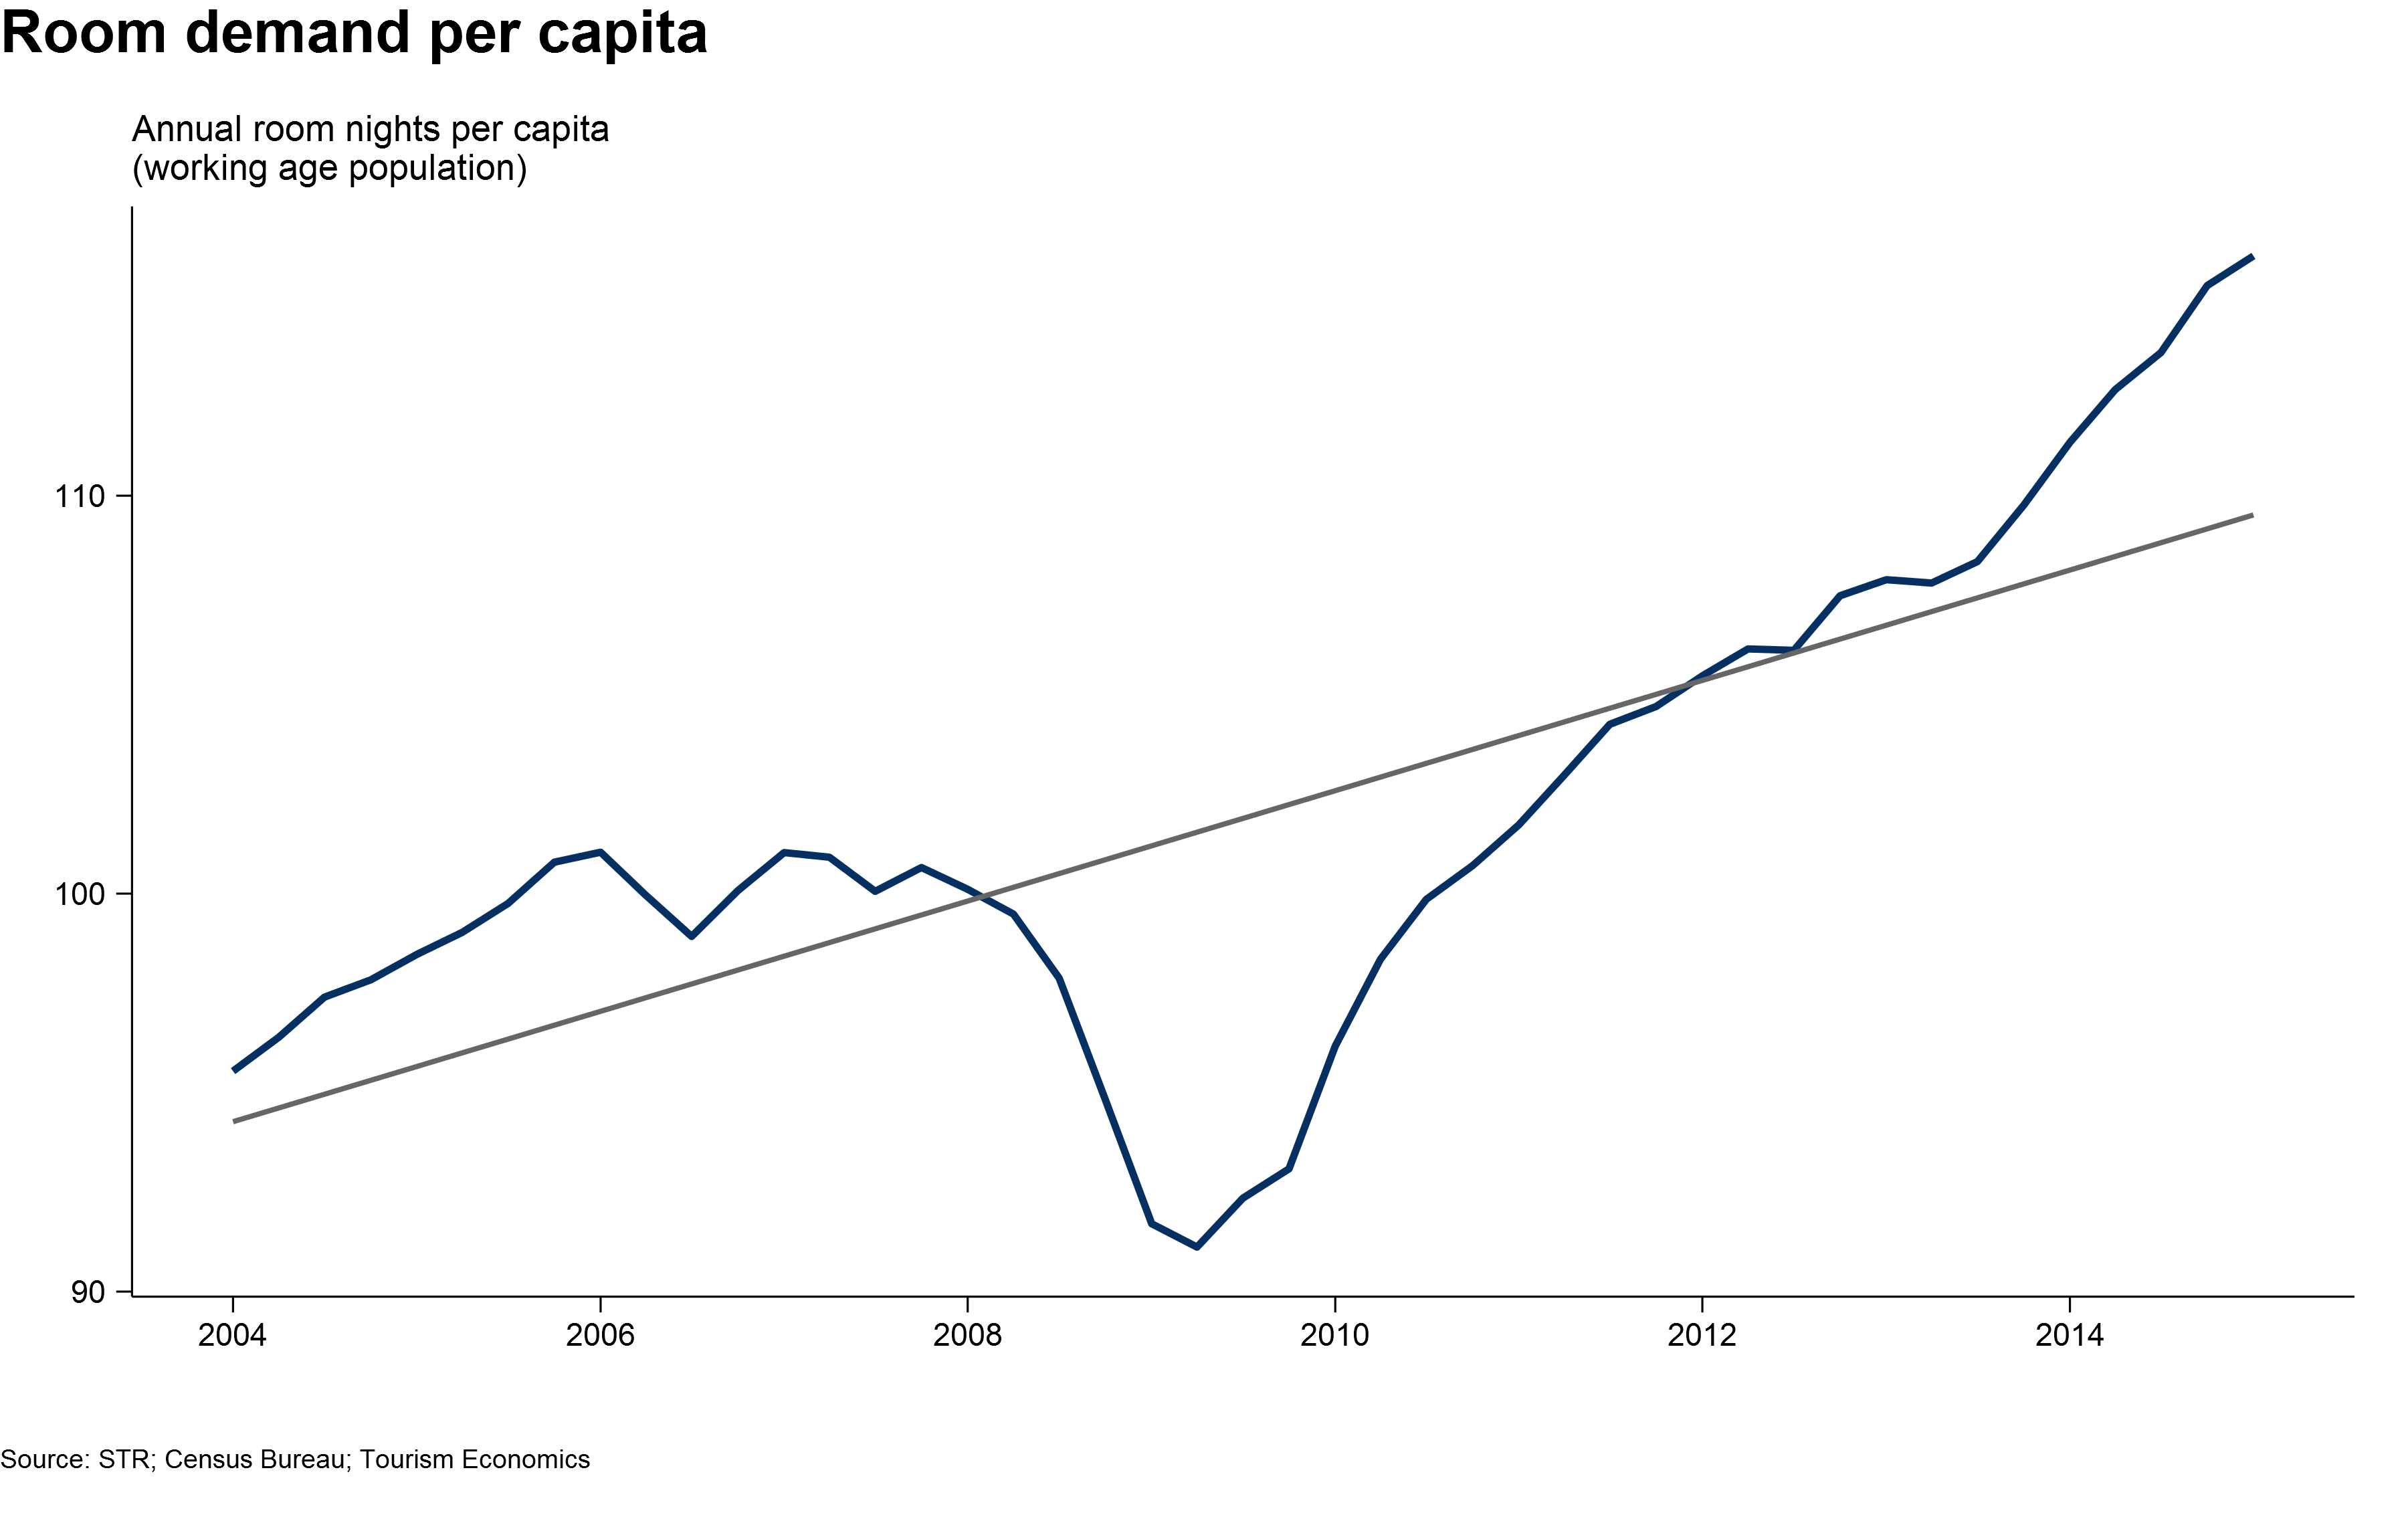 Room demand per capita
Annual room nights per capita
(working age population)
110
100
90
2004 2006 2008 2010 2012 2014
Source: STR; Census Bureau; Tourism Economics